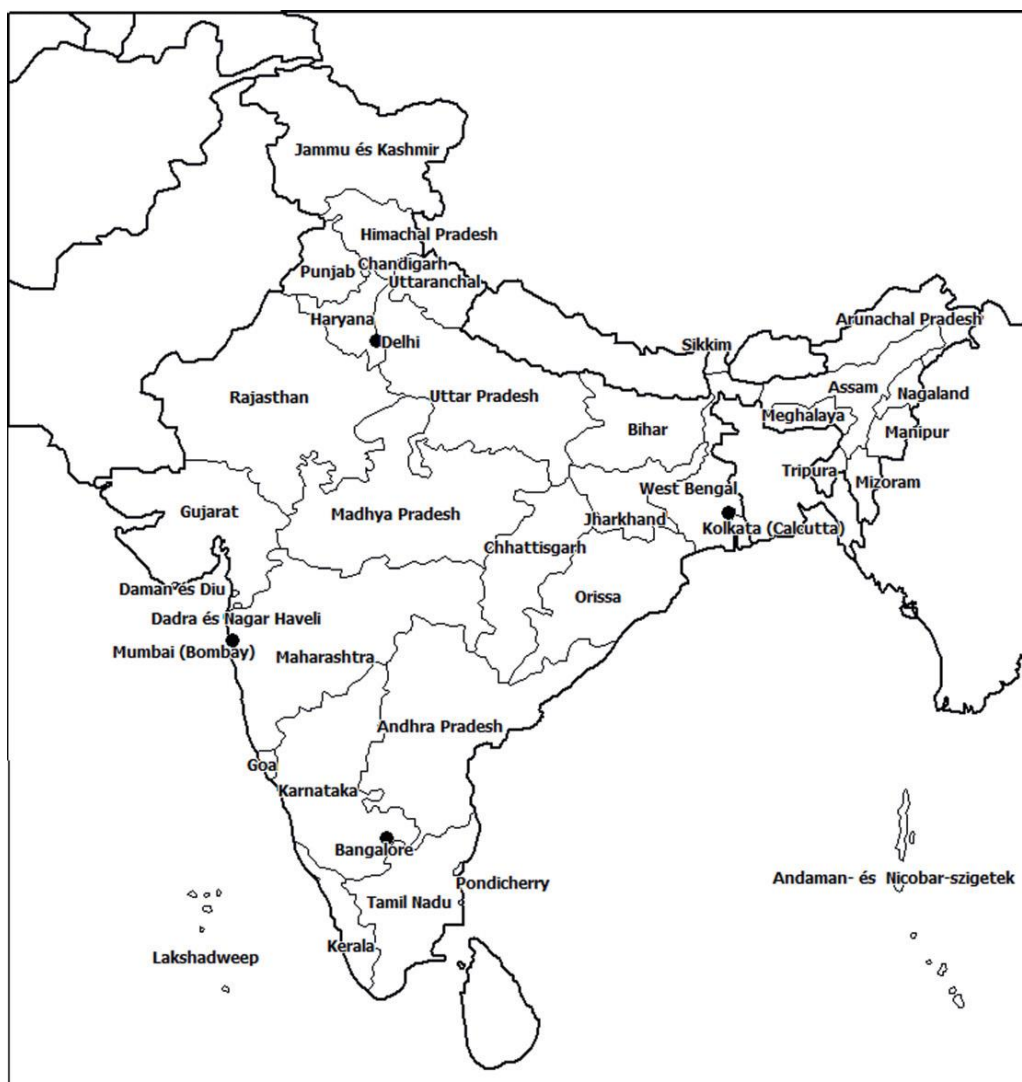 Jammu és Kashmir
Himachal Pradesh
Chandigarh
Punjab
Uttaranchal
Haryana
Arunachal Pradesh
Delhi
Sikkim
Assam
Nagaland
Rajasthan
Uttar Pradesh
Meghalaya
Bihar
Manipur
Tripura
Mizoram
West Bengal
Gujarat
Madhya Pradesh
Jharkhand
Kolkata (Calcutta)
Chhattisgarh
Daman és Diu
Orissa
Dadra és Nagar Haveli
Mumbai (Bombay)
Maharashtra
Andhra Pradesh
Goa
Karnataka
Bangalore
Pondicherry
Andaman- és Nicobar-szigetek
Tamil Nadu
Kerala
Lakshadweep